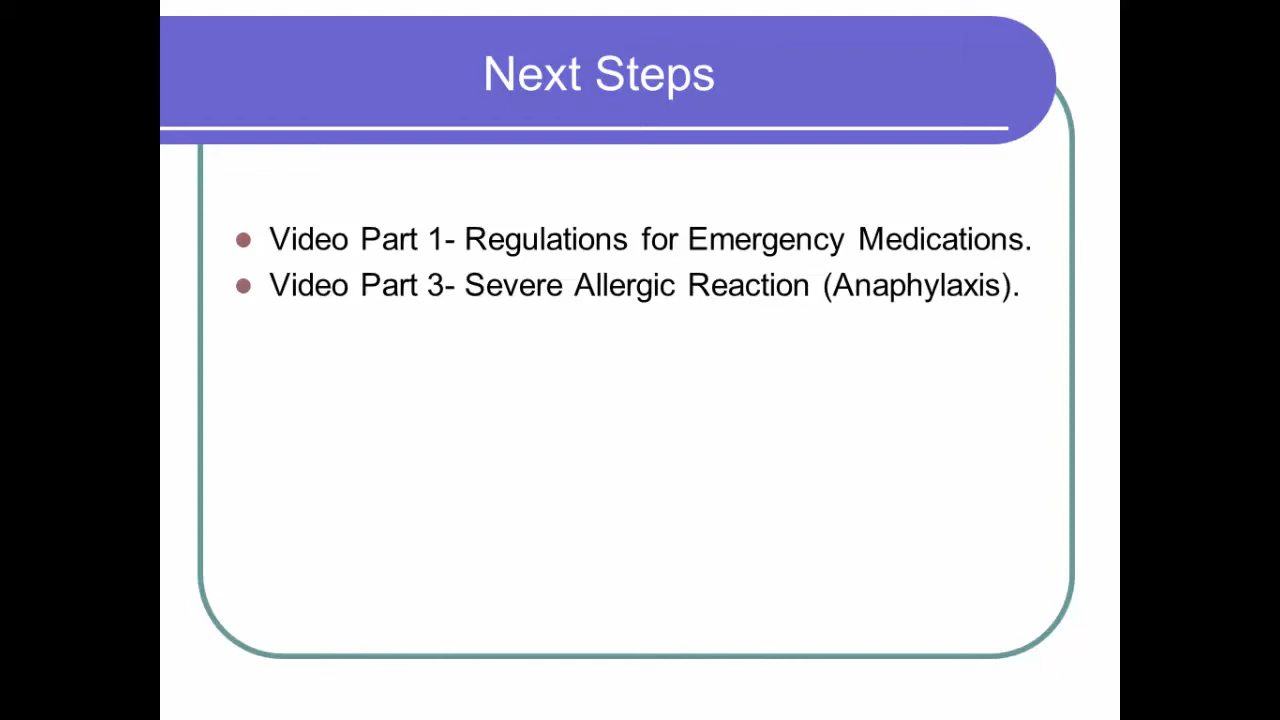 Next Steps
Video Part 1- Regulations for Emergency Medications.
Video Part 3- Severe Allergic Reaction (Anaphylaxis).